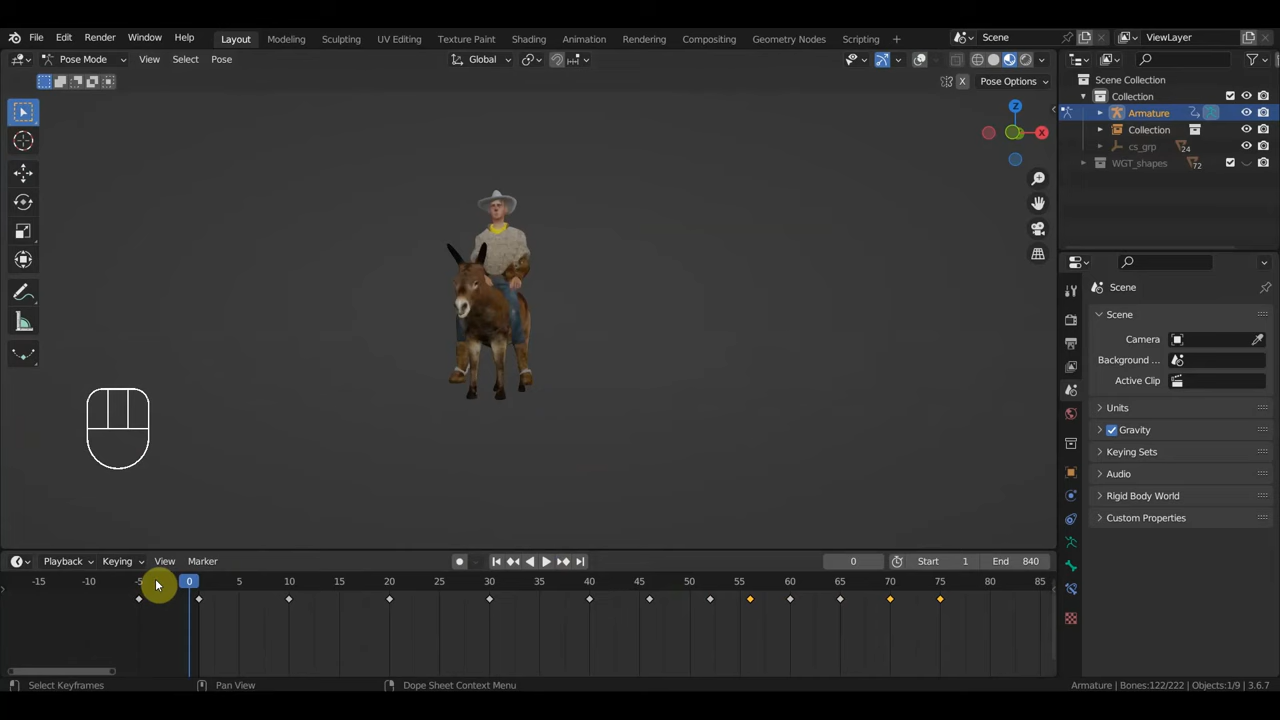 File Edit Render Window Help Layout Modeling Sculpting UV Editing Texture Paint Shading Animation Rendering Compositing Geometry Nodes Scripting Scene ViewLayer
Pose Mode View Select Pose Global
X Pose Options
Scene Collection
Collection
Armature
Collection
cs_grp 24
WGT_shapes 72
Z
X
Scene
Scene
Camera
Background ...
Active Clip
Units
Gravity
Keying Sets
Audio
Rigid Body World
Custom Properties
Playback Keying View Marker 0 Start 1 End 840
-15 -10 -5 0 5 10 15 20 25 30 35 40 45 50 55 60 65 70 75 80 85
Select Keyframes Pan View Dope Sheet Context Menu Armature | Bones:122/222 | Objects:1/9 | 3.6.7